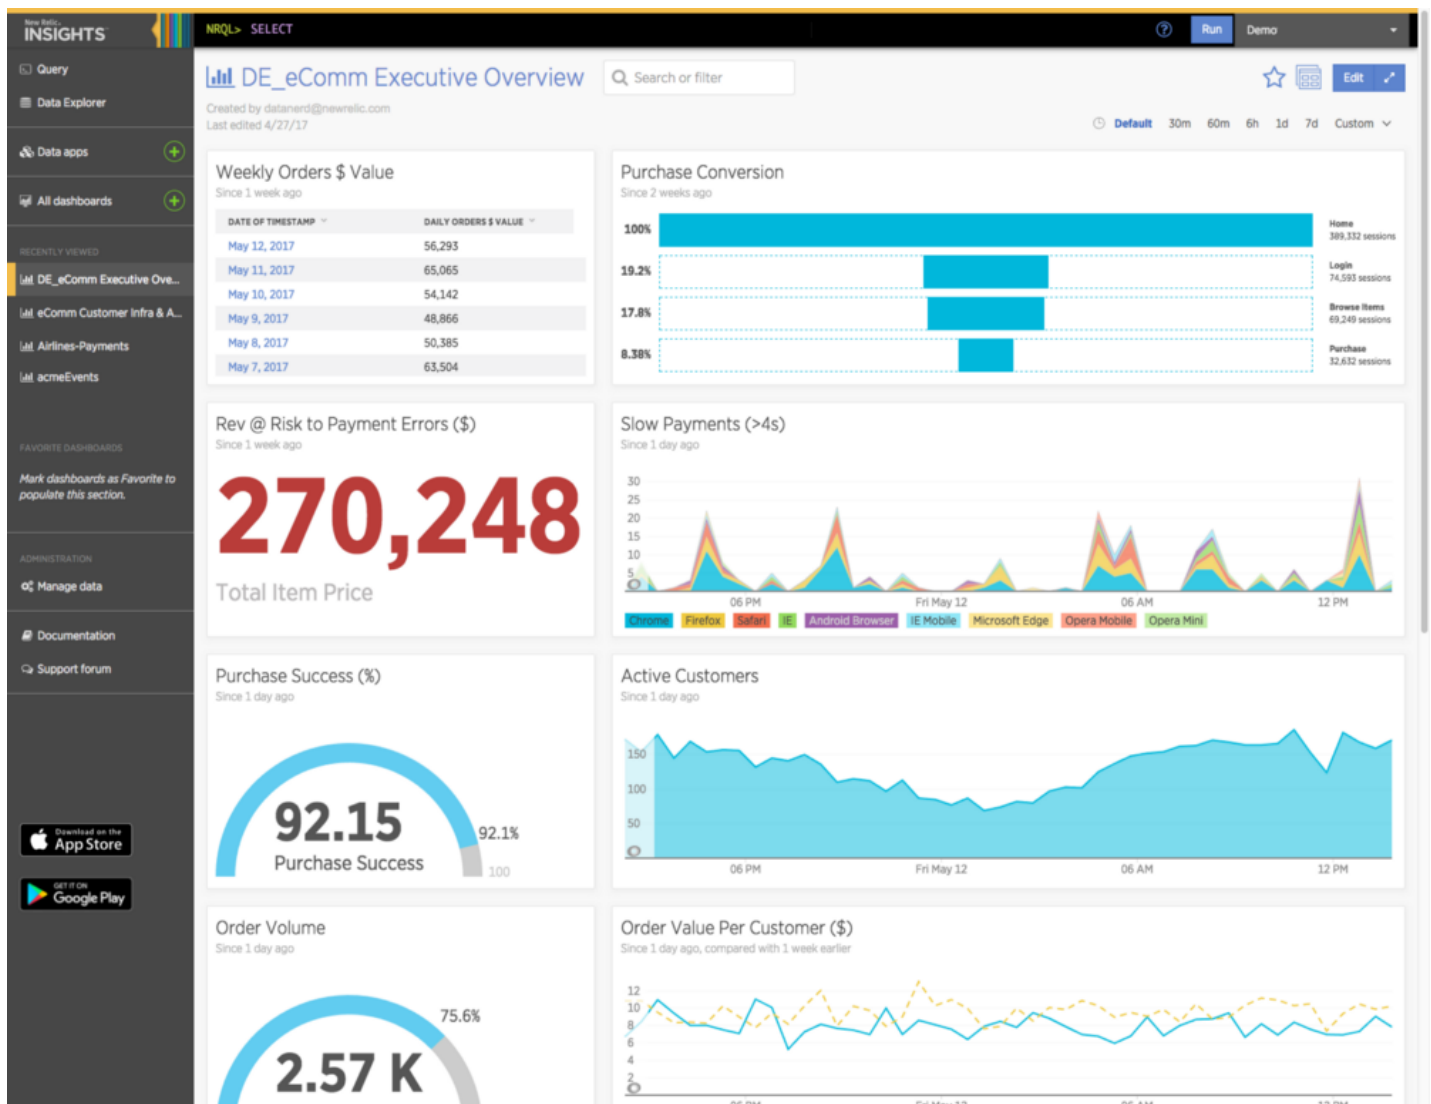 New Relic.
INSIGHTS
NRQL> SELECT
Run
Demo
Query
Data Explorer
Data apps
All dashboards
RECENTLY VIEWED
DE_eComm Executive Ove...
eComm Customer Infra & A...
Airlines-Payments
acmeEvents
FAVORITE DASHBOARDS
Mark dashboards as Favorite to
populate this section.
ADMINISTRATION
Manage data
Documentation
Support forum
Download on the
App Store
GET IT ON
Google Play
DE_eComm Executive Overview
Search or filter
Edit
Created by datanerd@newrelic.com
Last edited 4/27/17
Default 30m 60m 6h 1d 7d Custom
Weekly Orders $ Value
Since 1 week ago
DATE OF TIMESTAMP DAILY ORDERS $ VALUE
May 12, 2017 56,293
May 11, 2017 65,065
May 10, 2017 54,142
May 9, 2017 48,866
May 8, 2017 50,385
May 7, 2017 63,504
Purchase Conversion
Since 2 weeks ago
100% Home
389,332 sessions
19.2% Login
74,593 sessions
17.8% Browse Items
69,249 sessions
8.38% Purchase
32,632 sessions
Rev @ Risk to Payment Errors ($)
Since 1 week ago
270,248
Total Item Price
Slow Payments (>4s)
Since 1 day ago
30
25
20
15
10
5
0
06 PM Fri May 12 06 AM 12 PM
Chrome Firefox Safari IE Android Browser IE Mobile Microsoft Edge Opera Mobile Opera Mini
Purchase Success (%)
Since 1 day ago
92.15
Purchase Success
92.1%
100
Active Customers
Since 1 day ago
150
100
50
0
06 PM Fri May 12 06 AM 12 PM
Order Volume
Since 1 day ago
75.6%
2.57 K
Order Value Per Customer ($)
Since 1 day ago, compared with 1 week earlier
12
10
8
6
4
2
0